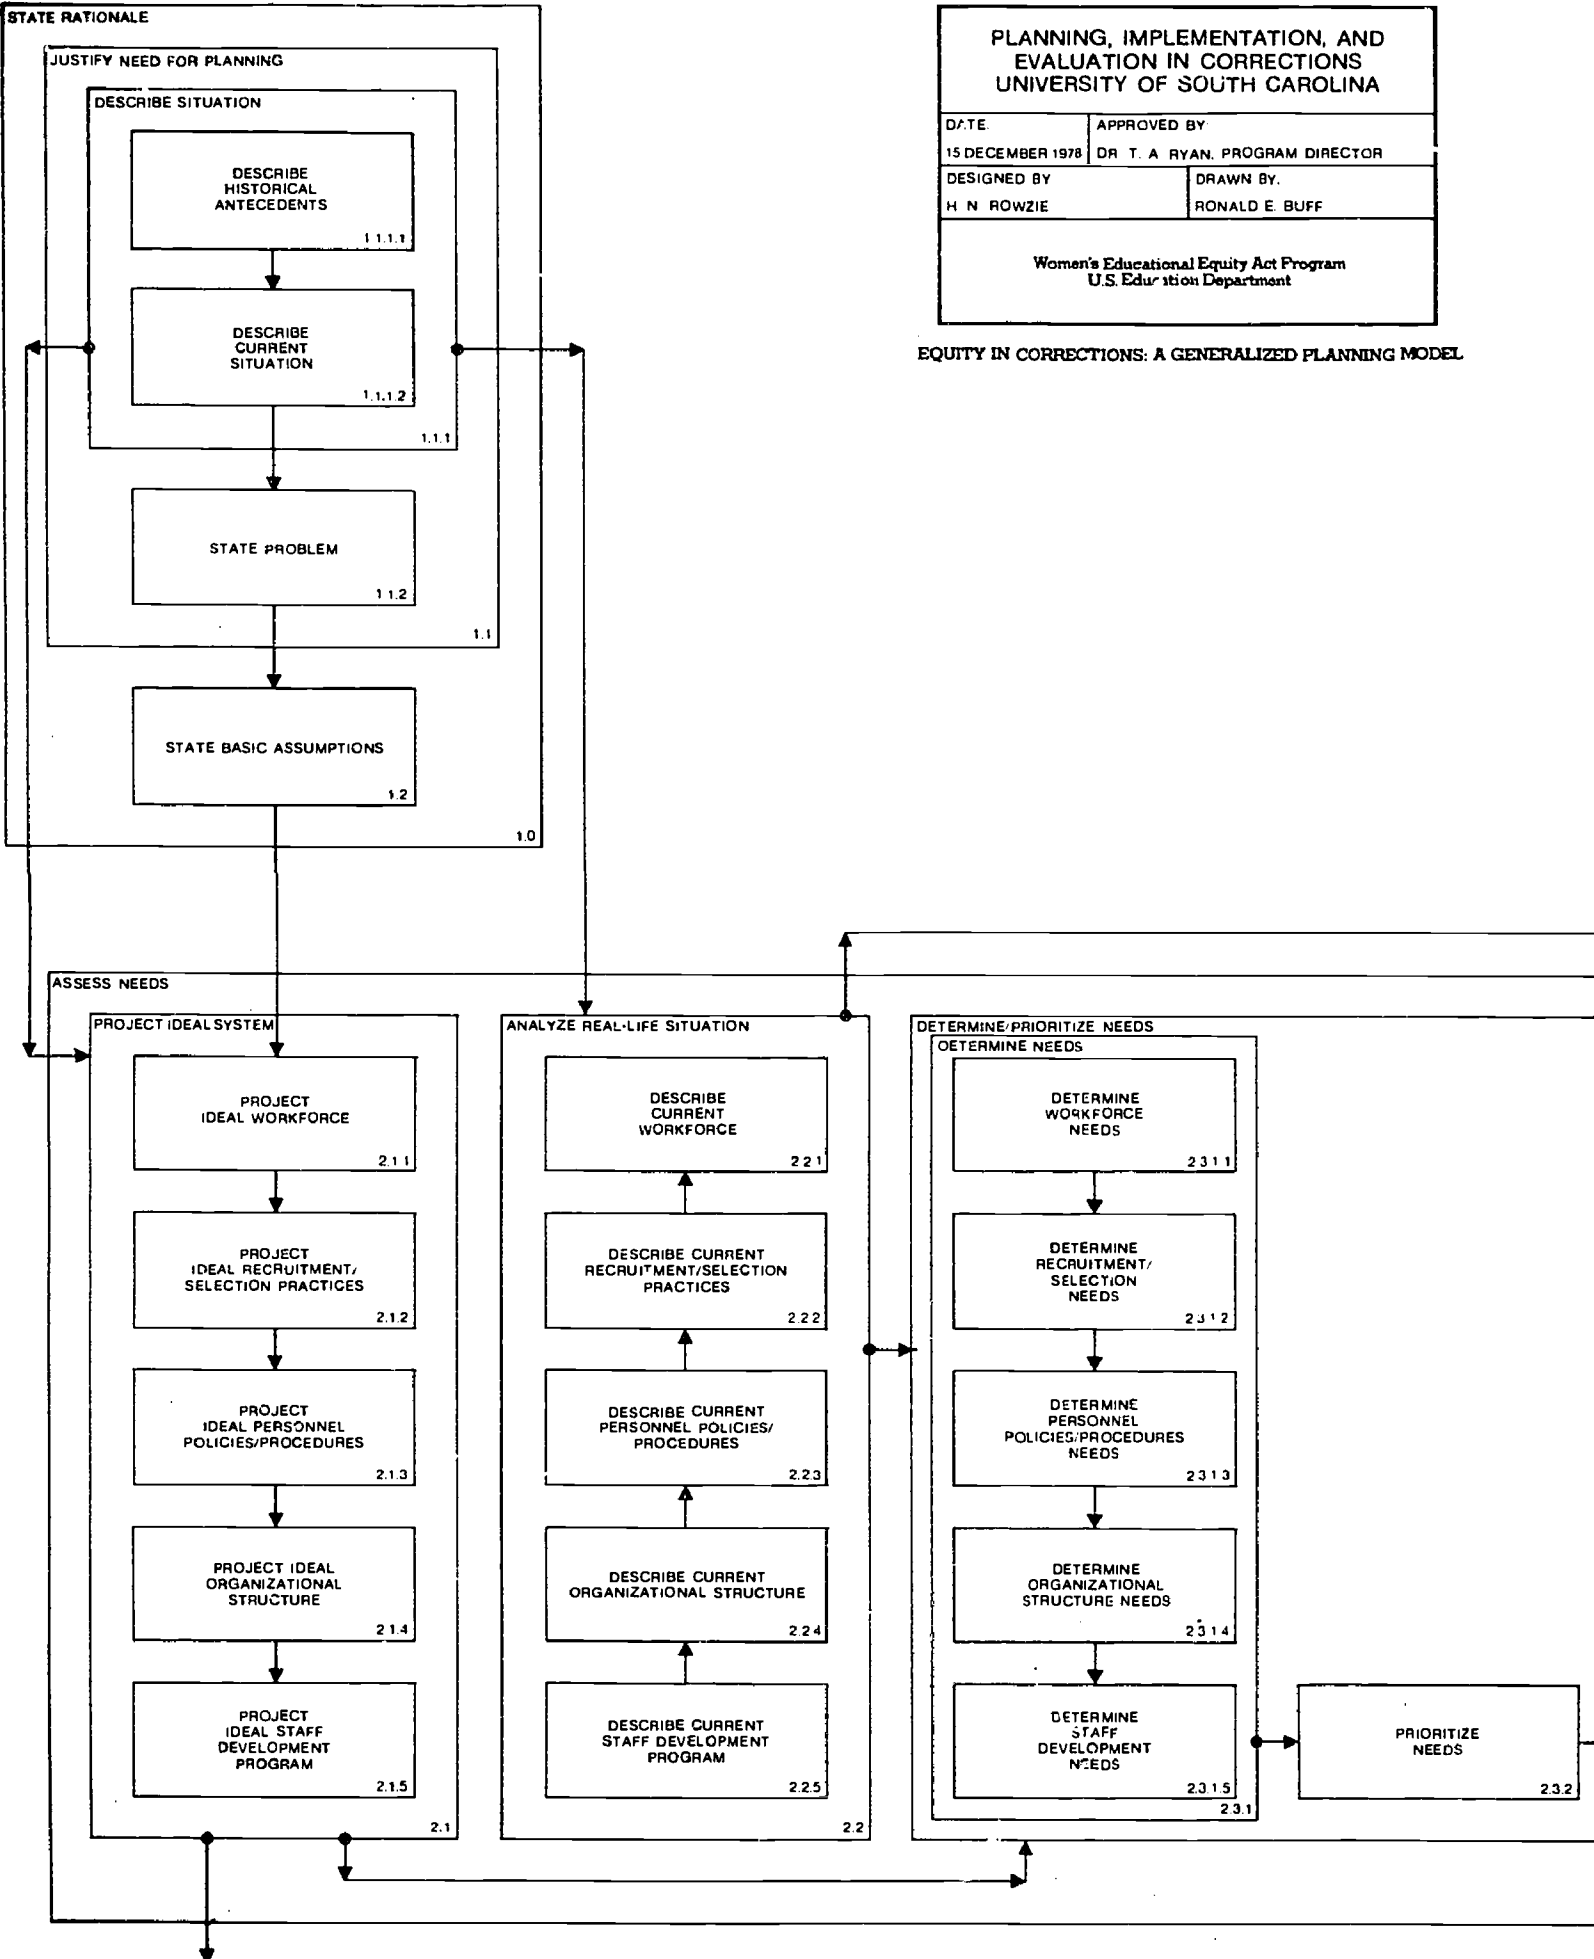 STATE RATIONALE
JUSTIFY NEED FOR PLANNING
DESCRIBE SITUATION
DESCRIBE
HISTORICAL
ANTECEDENTS
1.1.1.1
DESCRIBE
CURRENT
SITUATION
1.1.1.2
1.1.1
STATE PROBLEM
1 1.2
1.1
STATE BASIC ASSUMPTIONS
1.2
1.0
PLANNING, IMPLEMENTATION, AND
EVALUATION IN CORRECTIONS
UNIVERSITY OF SOUTH CAROLINA
DATE.
15 DECEMBER 1978
APPROVED BY
DR T. A RYAN, PROGRAM DIRECTOR
DESIGNED BY
H N ROWZIE
DRAWN BY.
RONALD E. BUFF
Women's Educational Equity Act Program
U.S. Education Department
EQUITY IN CORRECTIONS: A GENERALIZED PLANNING MODEL
ASSESS NEEDS
PROJECT IDEAL SYSTEM
PROJECT
IDEAL WORKFORCE
2.1 1
PROJECT
IDEAL RECRUITMENT/
SELECTION PRACTICES
2.1.2
PROJECT
IDEAL PERSONNEL
POLICIES/PROCEDURES
2.1.3
PROJECT IDEAL
ORGANIZATIONAL
STRUCTURE
2 1.4
PROJECT
IDEAL STAFF
DEVELOPMENT
PROGRAM
2.1.5
2.1
ANALYZE REAL-LIFE SITUATION
DESCRIBE
CURRENT
WORKFORCE
2 2 1
DESCRIBE CURRENT
RECRUITMENT/SELECTION
PRACTICES
2.2 2
DESCRIBE CURRENT
PERSONNEL POLICIES/
PROCEDURES
2.2.3
DESCRIBE CURRENT
ORGANIZATIONAL STRUCTURE
2.2 4
DESCRIBE CURRENT
STAFF DEVELOPMENT
PROGRAM
2.2.5
2.2
DETERMINE/PRIORITIZE NEEDS
DETERMINE NEEDS
DETERMINE
WORKFORCE
NEEDS
2 3 1 1
DETERMINE
RECRUITMENT/
SELECTION
NEEDS
2 3 1 2
DETERMINE
PERSONNEL
POLICIES/PROCEDURES
NEEDS
2 3 1 3
DETERMINE
ORGANIZATIONAL
STRUCTURE NEEDS
2 3 1 4
DETERMINE
STAFF
DEVELOPMENT
NEEDS
2.3.1.5
2.3.1
PRIORITIZE
NEEDS
2.3.2